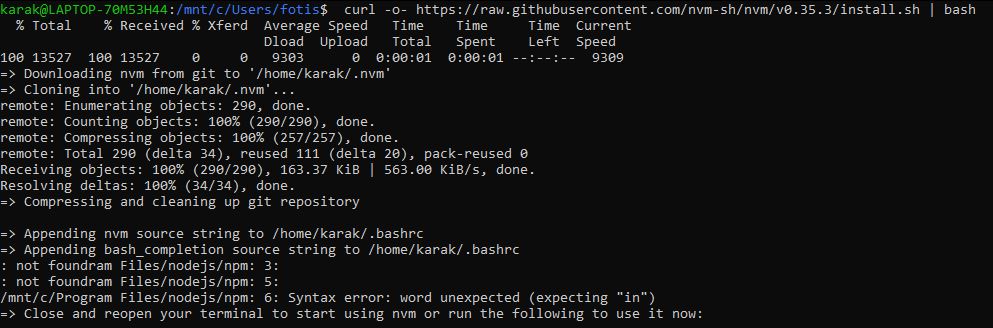 karak@LAPTOP-70M53H44:/mnt/c/Users/fotis$ curl -o- https://raw.githubusercontent.com/nvm-sh/nvm/v0.35.3/install.sh | bash
% Total % Received % Xferd Average Speed Time Time Time Current
Dload Upload Total Spent Left Speed
100 13527 100 13527 0 0 9303 0 0:00:01 0:00:01 --:--:-- 9309
=> Downloading nvm from git to '/home/karak/.nvm'
=> Cloning into '/home/karak/.nvm'...
remote: Enumerating objects: 290, done.
remote: Counting objects: 100% (290/290), done.
remote: Compressing objects: 100% (257/257), done.
remote: Total 290 (delta 34), reused 111 (delta 20), pack-reused 0
Receiving objects: 100% (290/290), 163.37 KiB | 563.00 KiB/s, done.
Resolving deltas: 100% (34/34), done.
=> Compressing and cleaning up git repository
=> Appending nvm source string to /home/karak/.bashrc
=> Appending bash_completion source string to /home/karak/.bashrc
: not foundram Files/nodejs/npm: 3:
: not foundram Files/nodejs/npm: 5:
/mnt/c/Program Files/nodejs/npm: 6: Syntax error: word unexpected (expecting "in")
=> Close and reopen your terminal to start using nvm or run the following to use it now: